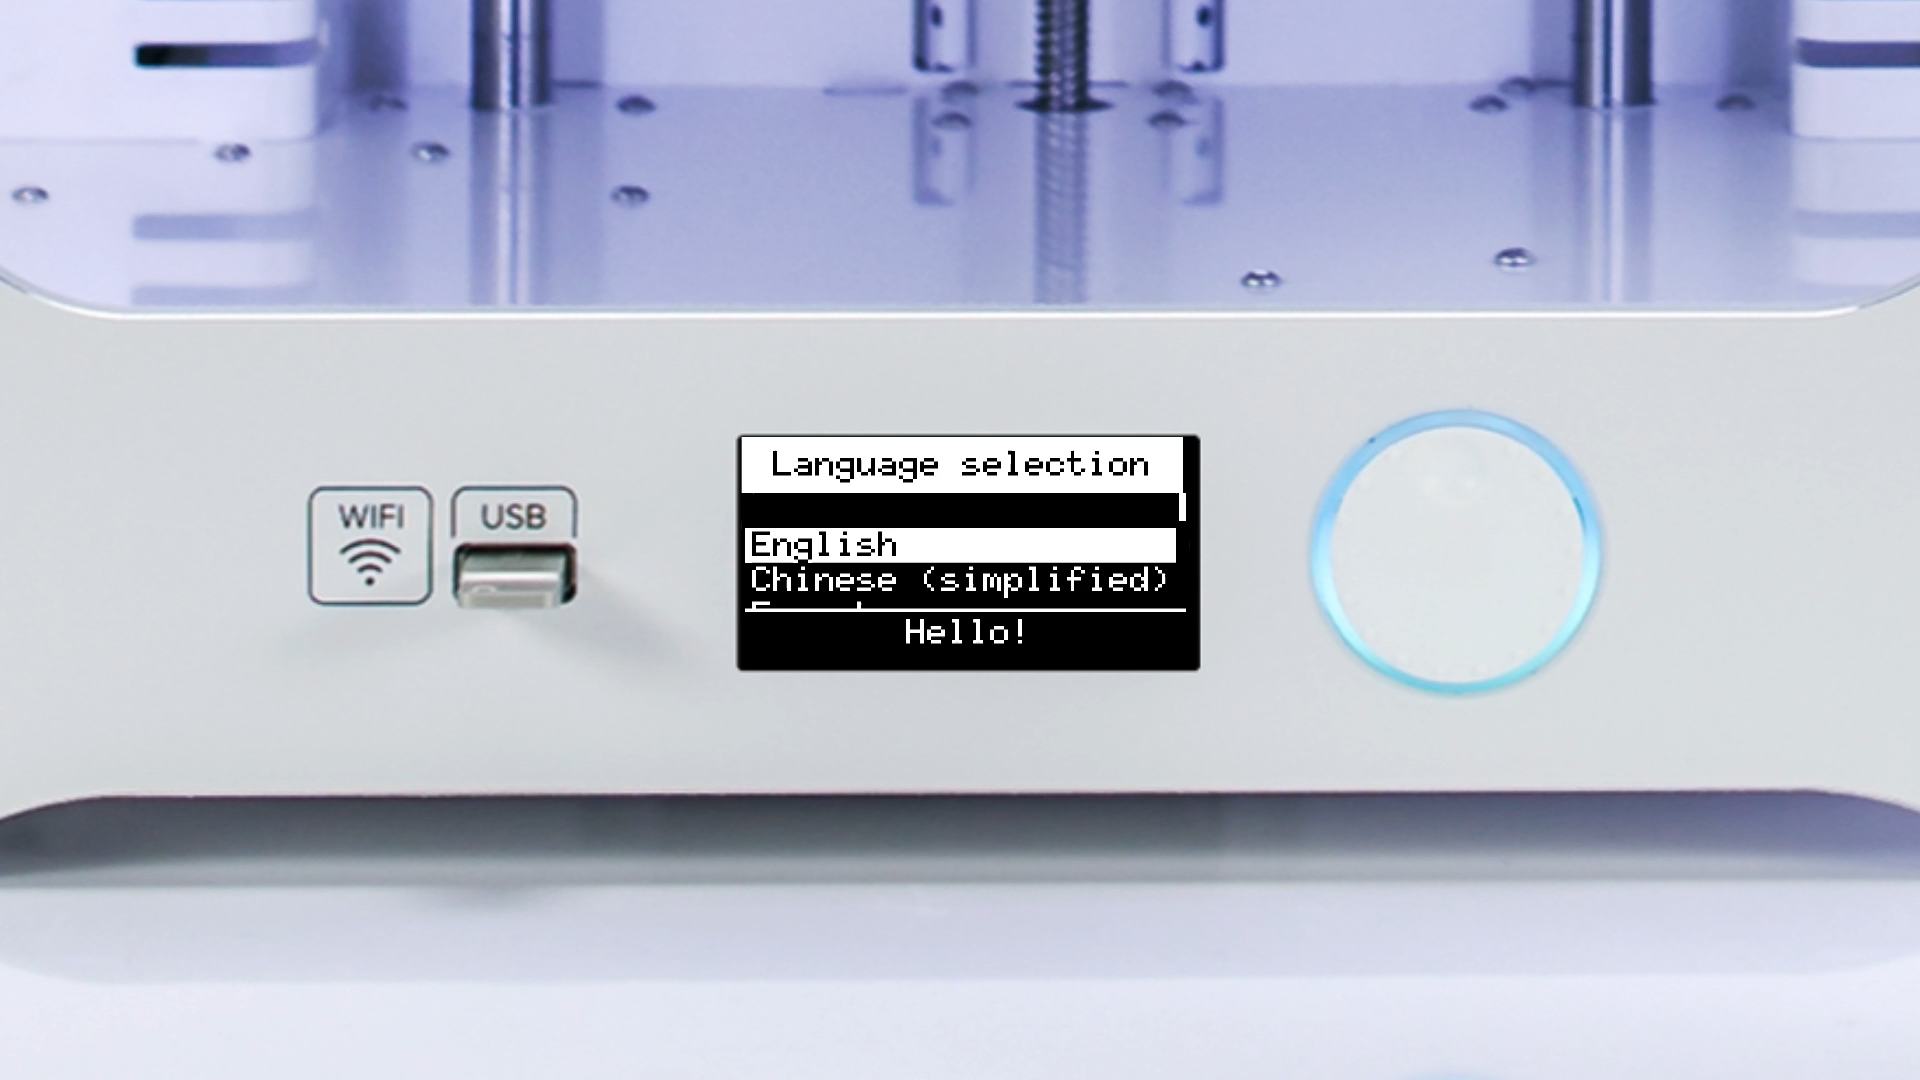 WIFI
USB
Language selection
English
Chinese (simplified)
Hello!